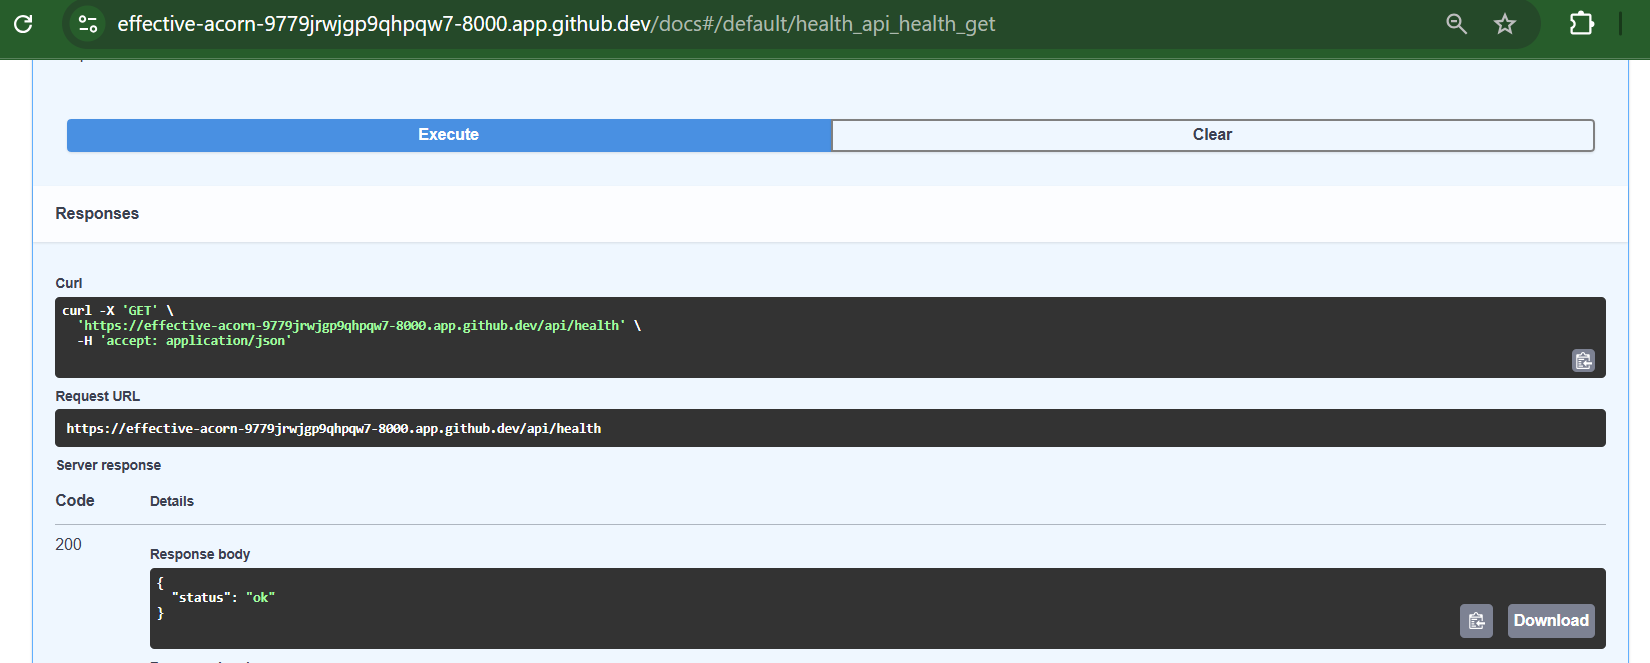 effective-acorn-9779jrwjgp9qhpqw7-8000.app.github.dev/docs#/default/health_api_health_get
Execute
Clear
Responses
Curl
curl -X 'GET' \
'https://effective-acorn-9779jrwjgp9qhpqw7-8000.app.github.dev/api/health' \
-H 'accept: application/json'
Request URL
https://effective-acorn-9779jrwjgp9qhpqw7-8000.app.github.dev/api/health
Server response
Code
Details
200
Response body
{
"status": "ok"
}
Download